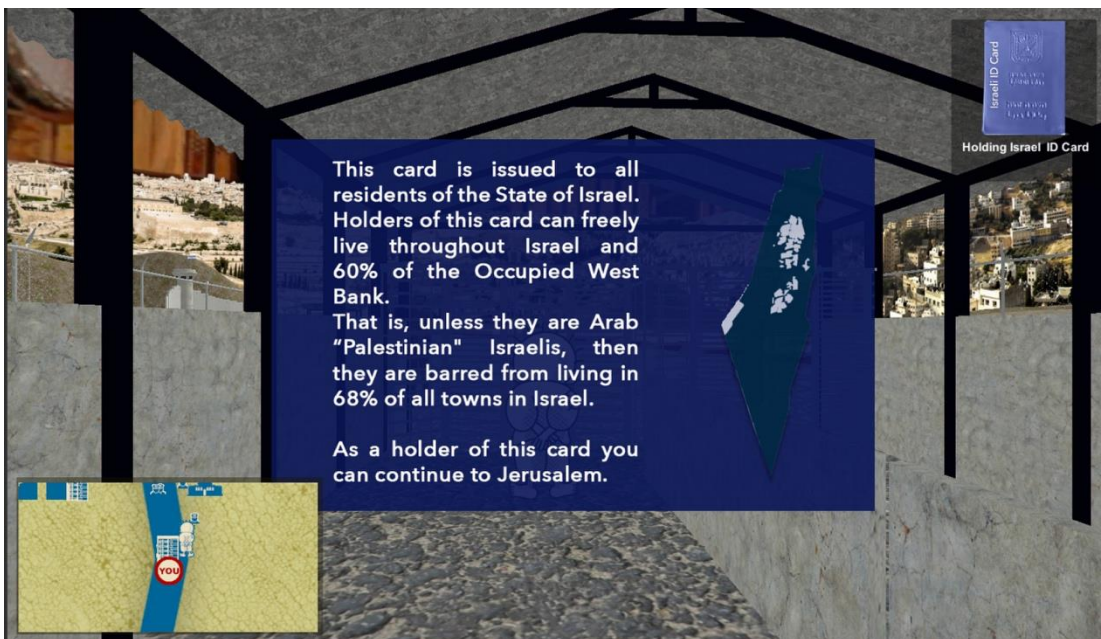 This card is issued to all
residents of the State of Israel.
Holders of this card can freely
live throughout Israel and
60% of the Occupied West
Bank.
That is, unless they are Arab
“Palestinian" Israelis, then
they are barred from living in
68% of all towns in Israel.
As a holder of this card you
can continue to Jerusalem.
Israeli ID Card
Holding Israel ID Card
YOU